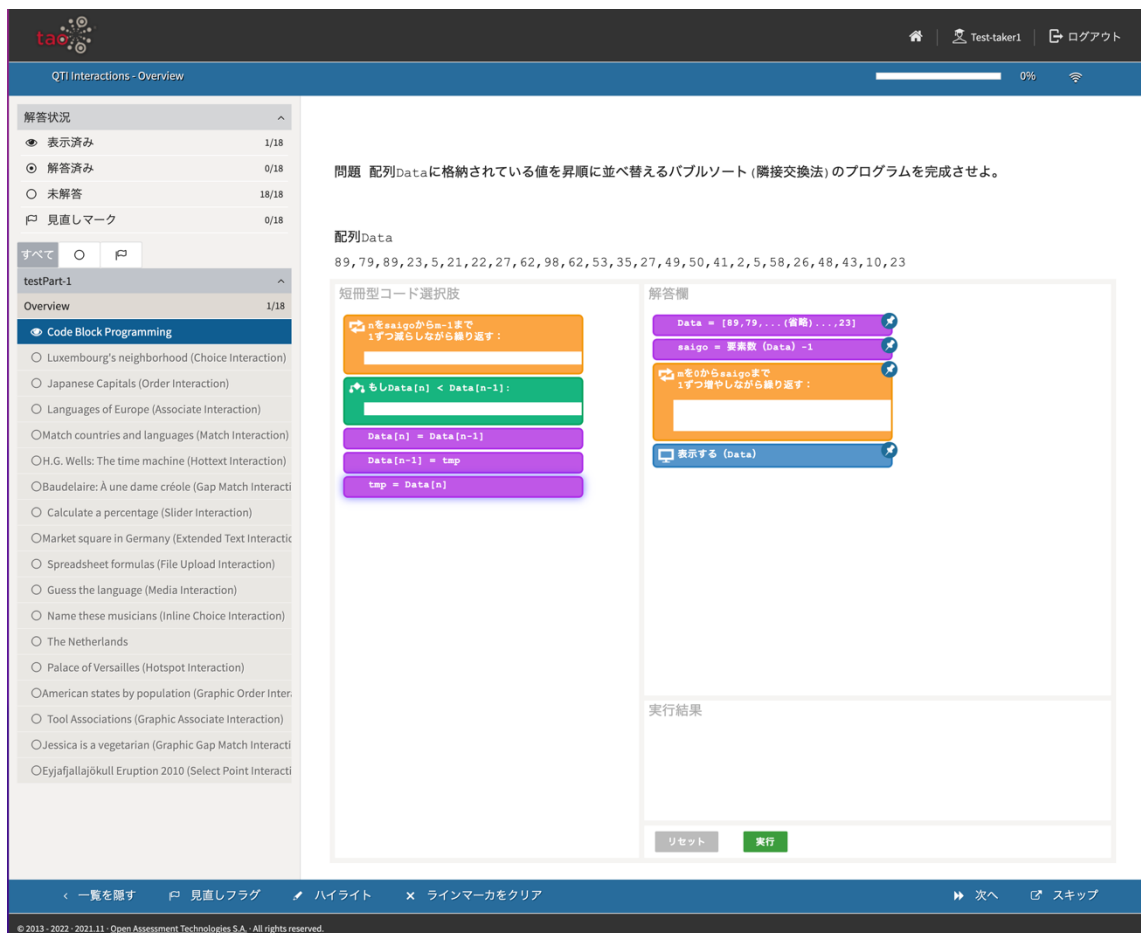 tao
Test-taker1
ログアウト
QTI Interactions - Overview
0%
解答状況
表示済み 1/18
解答済み 0/18
未解答 18/18
見直しマーク 0/18
すべて
testPart-1
Overview 1/18
Code Block Programming
Luxembourg's neighborhood (Choice Interaction)
Japanese Capitals (Order Interaction)
Languages of Europe (Associate Interaction)
Match countries and languages (Match Interaction)
H.G. Wells: The time machine (Hottext Interaction)
Baudelaire: À une dame créole (Gap Match Interacti
Calculate a percentage (Slider Interaction)
Market square in Germany (Extended Text Interactic
Spreadsheet formulas (File Upload Interaction)
Guess the language (Media Interaction)
Name these musicians (Inline Choice Interaction)
The Netherlands
Palace of Versailles (Hotspot Interaction)
American states by population (Graphic Order Inter
Tool Associations (Graphic Associate Interaction)
Jessica is a vegetarian (Graphic Gap Match Interacti
Eyjafjallajökull Eruption 2010 (Select Point Interacti
問題 配列Dataに格納されている値を昇順に並べ替えるバブルソート(隣接交換法)のプログラムを完成させよ。
配列Data
89,79,89,23,5,21,22,27,62,98,62,53,35,27,49,50,41,2,5,58,26,48,43,10,23
短冊型コード選択肢
nをsaigoからm-1まで
1ずつ減らしながら繰り返す：
もしData[n] < Data[n-1]:
Data[n] = Data[n-1]
Data[n-1] = tmp
tmp = Data[n]
解答欄
Data = [89,79,...(省略)...,23]
saigo = 要素数（Data）-1
mを0からsaigoまで
1ずつ増やしながら繰り返す：
表示する（Data）
実行結果
リセット
実行
一覧を隠す
見直しフラグ
ハイライト
ラインマーカをクリア
次へ
スキップ
© 2013 - 2022 · 2021.11 · Open Assessment Technologies S.A. · All rights reserved.